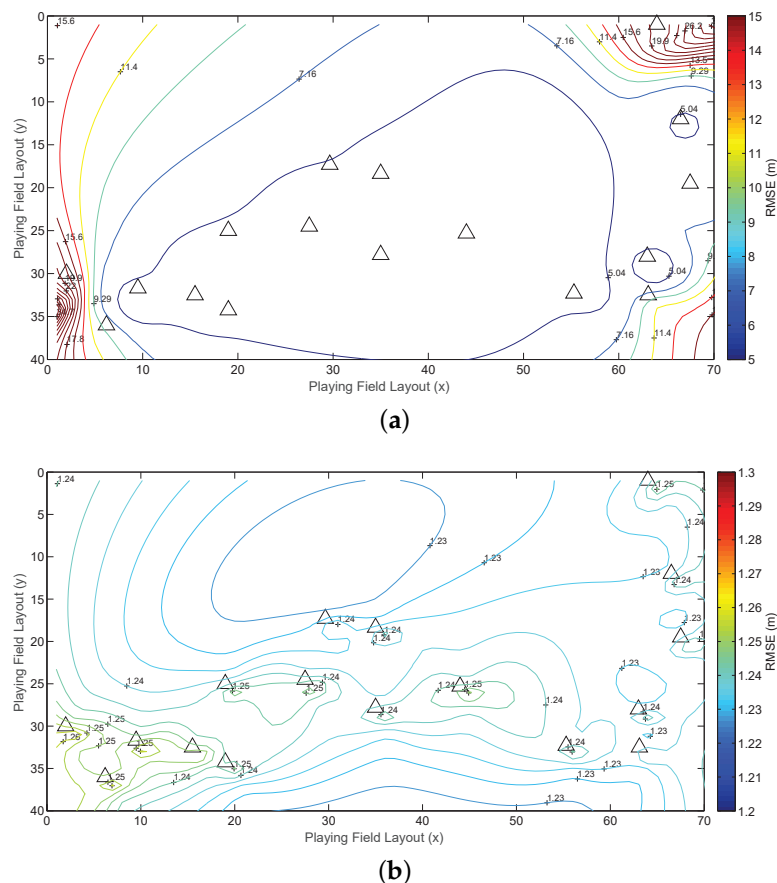 15.6 11.4 7.16 7.16 11.4 15.6 19.9 26.2 13.5 9.29
5.04
15.6
22
17.8
9.29
5.04 5.04
7.16 11.4
0 5 10 15 20 25 30 35 40
0 10 20 30 40 50 60 70
Playing Field Layout (y)
Playing Field Layout (x)
15 14 13 12 11 10 9 8 7 6 5
RMSE (m)
(a)
1.24 1.25
1.23 1.23 1.23 1.24
1.24 1.24 1.23
1.24 1.25 1.25 1.24 1.24 1.24 1.23
1.25 1.25 1.24 1.24 1.23
1.25 1.25 1.24
1.25 1.24 1.24 1.23 1.23 1.23
0 5 10 15 20 25 30 35 40
0 10 20 30 40 50 60 70
Playing Field Layout (y)
Playing Field Layout (x)
1.3 1.29 1.28 1.27 1.26 1.25 1.24 1.23 1.22 1.21 1.2
RMSE (m)
(b)